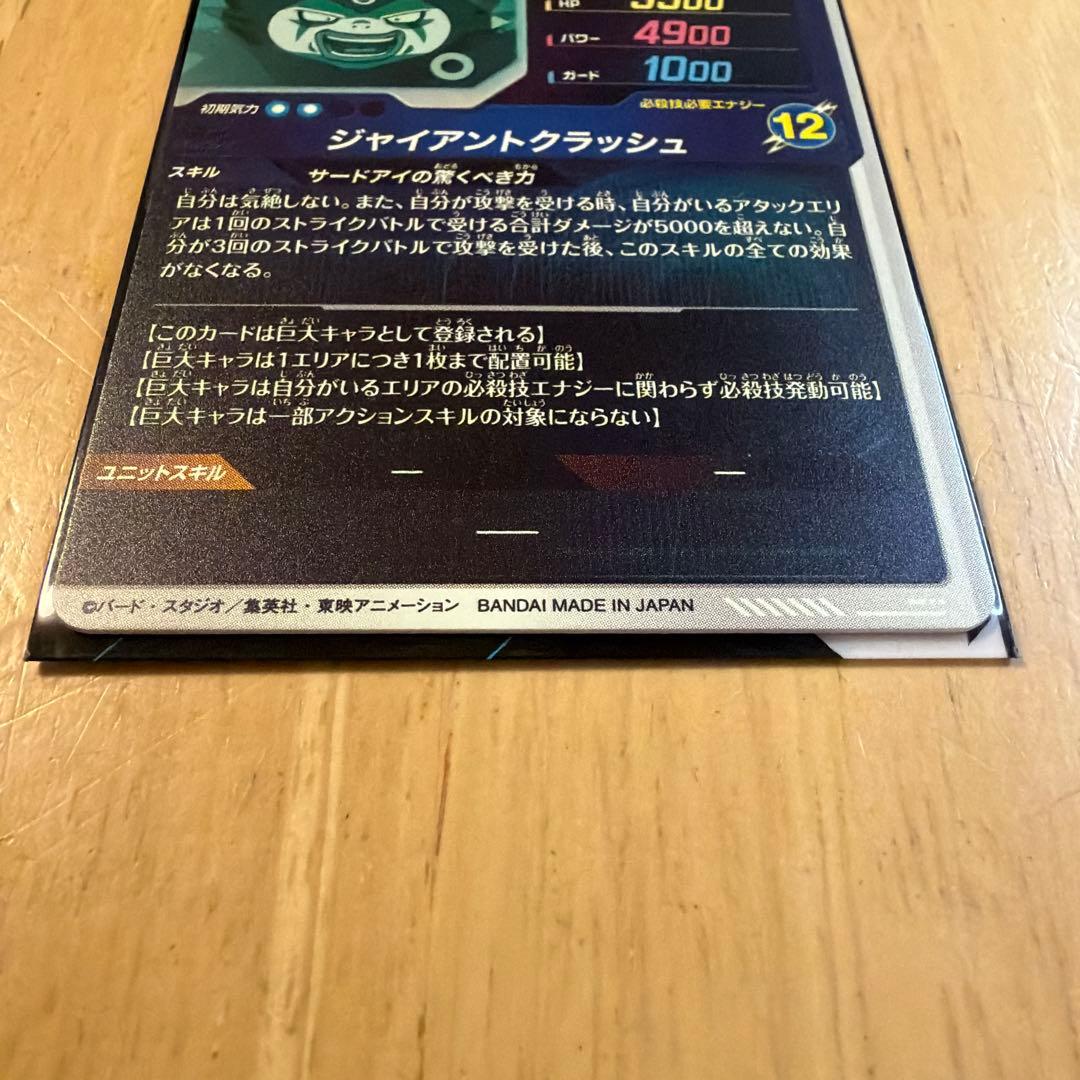 HP
パワー 4900
ガード 1000
初期気力
必殺技必要エナジー 12
ジャイアントクラッシュ
スキル サードアイの驚くべき力
自分は気絶しない。また、自分が攻撃を受ける時、自分がいるアタックエリ
アは1回のストライクバトルで受ける合計ダメージが5000を超えない。自
分が3回のストライクバトルで攻撃を受けた後、このスキルの全ての効果
がなくなる。
【このカードは巨大キャラとして登録される】
【巨大キャラは1エリアにつき1枚まで配置可能】
【巨大キャラは自分がいるエリアの必殺技エナジーに関わらず必殺技発動可能】
【巨大キャラは一部アクションスキルの対象にならない】
ユニットスキル — —
—
©バード・スタジオ／集英社・東映アニメーション BANDAI MADE IN JAPAN